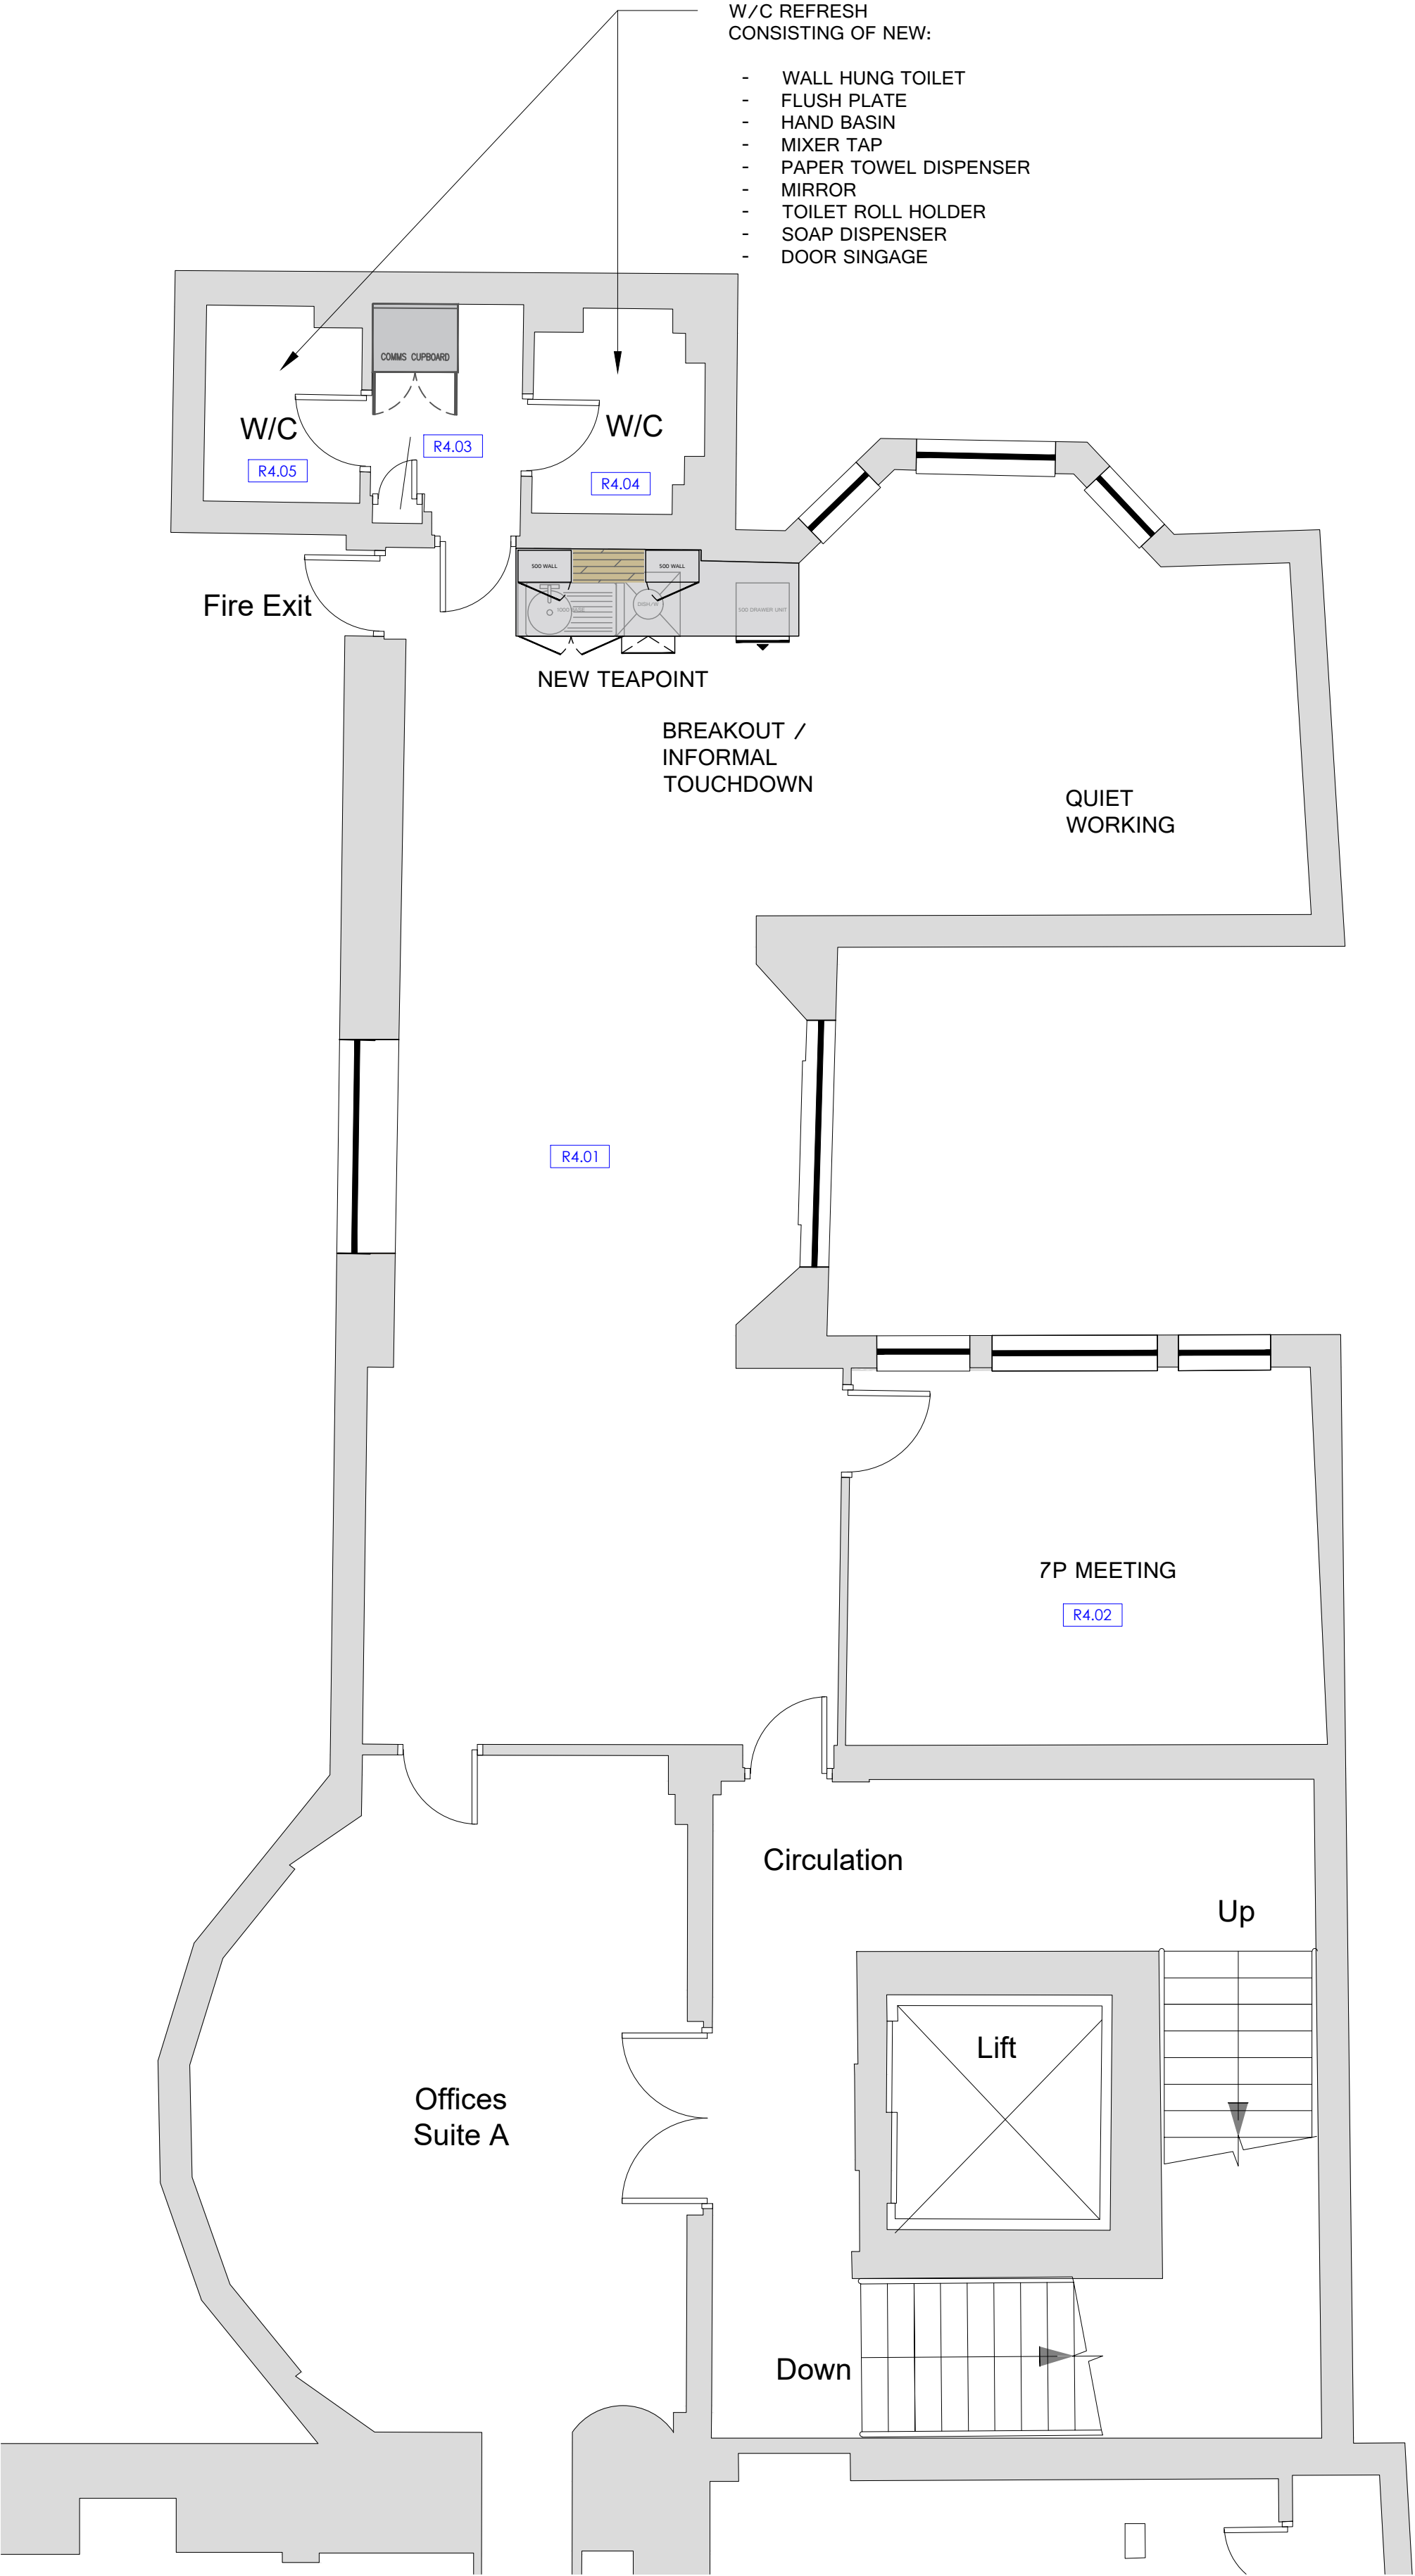 W/C REFRESH
CONSISTING OF NEW:
- WALL HUNG TOILET
- FLUSH PLATE
- HAND BASIN
- MIXER TAP
- PAPER TOWEL DISPENSER
- MIRROR
- TOILET ROLL HOLDER
- SOAP DISPENSER
- DOOR SINGAGE
COMMS CUPBOARD
W/C
R4.05
R4.03
W/C
R4.04
Fire Exit
500 WALL
500 WALL
1000 BASE
DISH/W
500 DRAWER UNIT
NEW TEAPOINT
BREAKOUT /
INFORMAL
TOUCHDOWN
QUIET
WORKING
R4.01
7P MEETING
R4.02
Circulation
Up
Lift
Offices
Suite A
Down